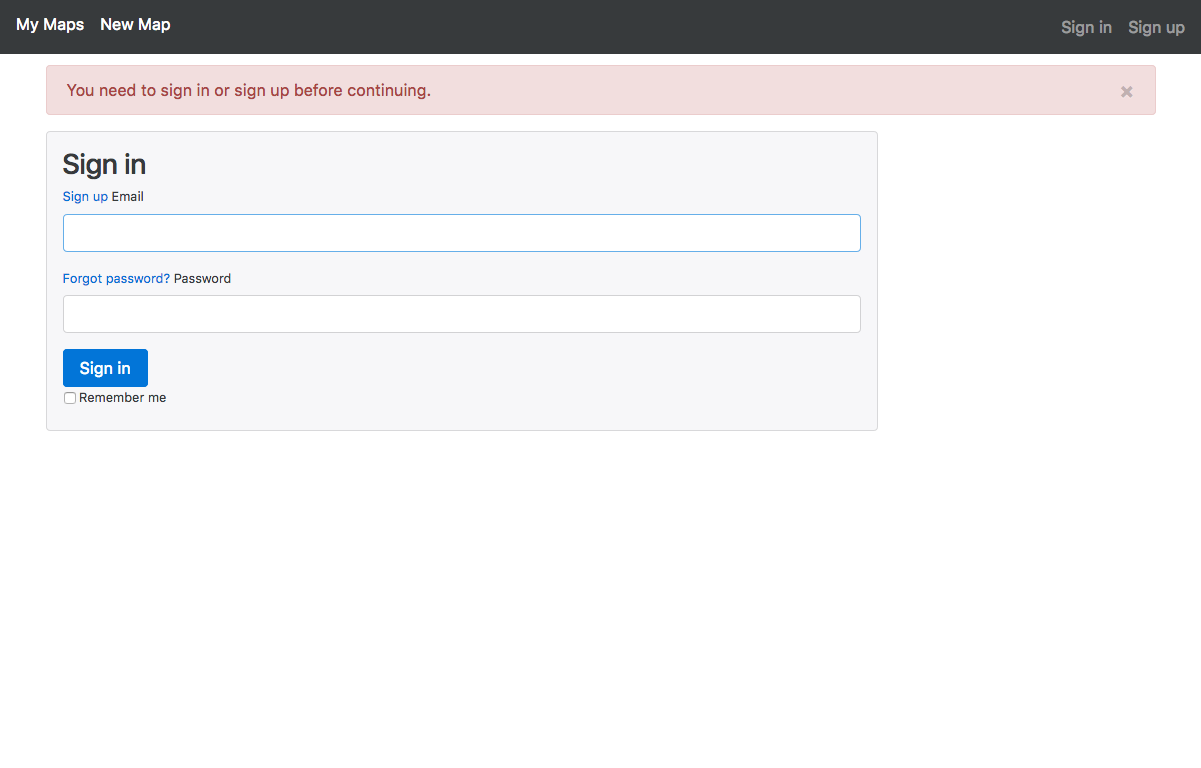 My Maps New Map Sign in Sign up
You need to sign in or sign up before continuing. ×
Sign in
Sign up Email
Forgot password? Password
Sign in
Remember me